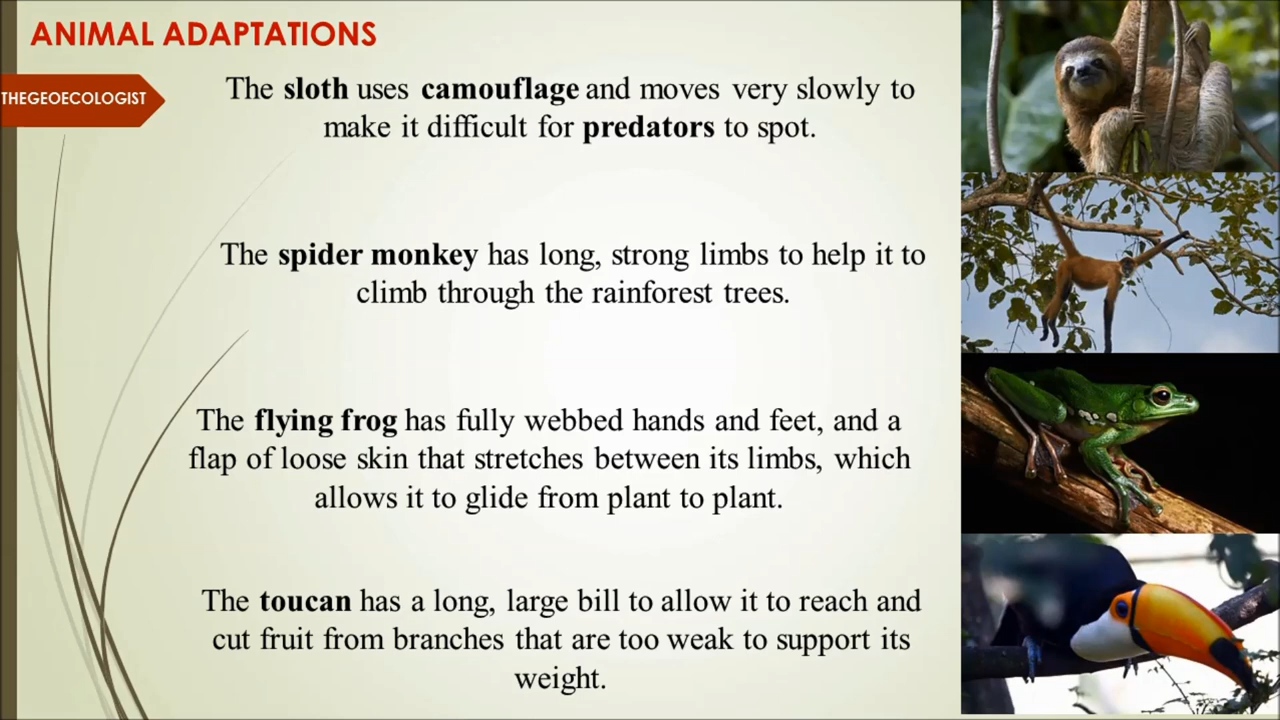 ANIMAL ADAPTATIONS
THEGEOECOLOGIST
The sloth uses camouflage and moves very slowly to
make it difficult for predators to spot.
The spider monkey has long, strong limbs to help it to
climb through the rainforest trees.
The flying frog has fully webbed hands and feet, and a
flap of loose skin that stretches between its limbs, which
allows it to glide from plant to plant.
The toucan has a long, large bill to allow it to reach and
cut fruit from branches that are too weak to support its
weight.